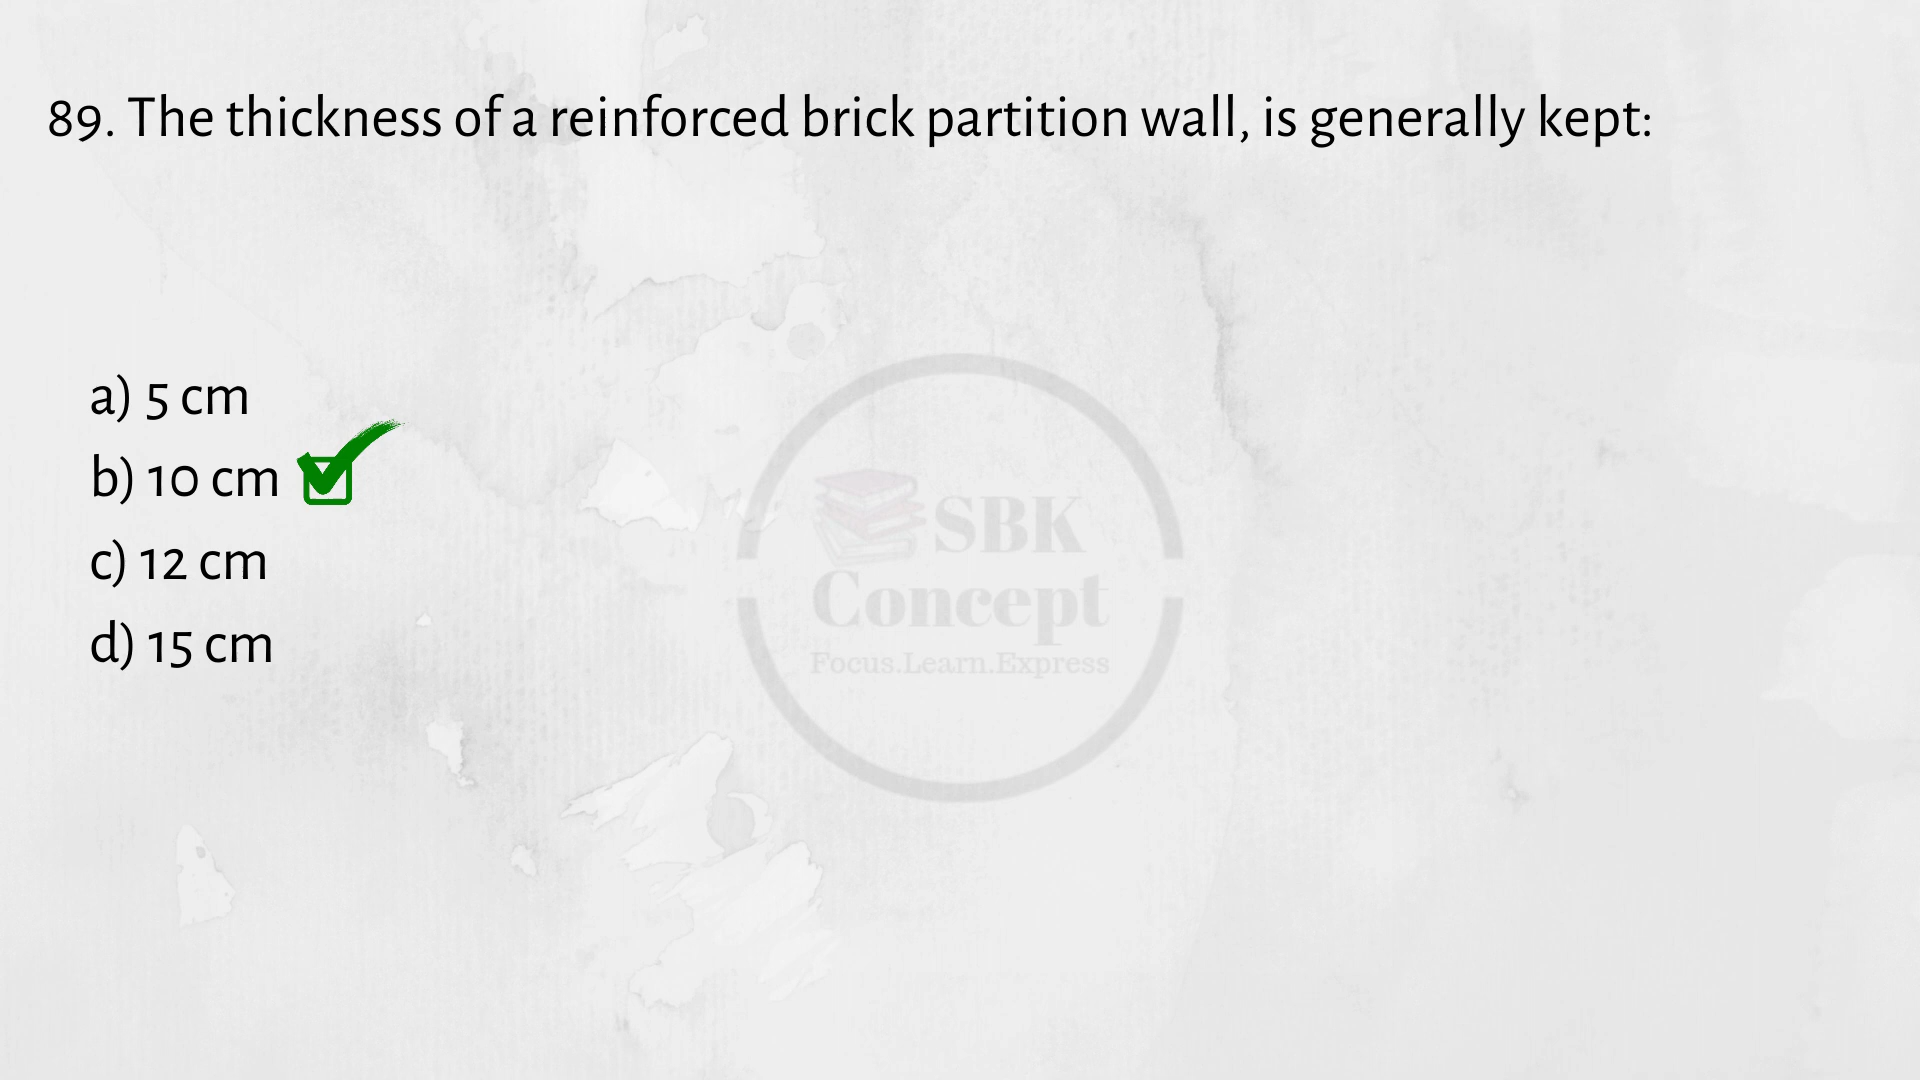 89. The thickness of a reinforced brick partition wall, is generally kept:
a) 5 cm
b) 10 cm
c) 12 cm
d) 15 cm
SBK
Concept
Focus.Learn.Express